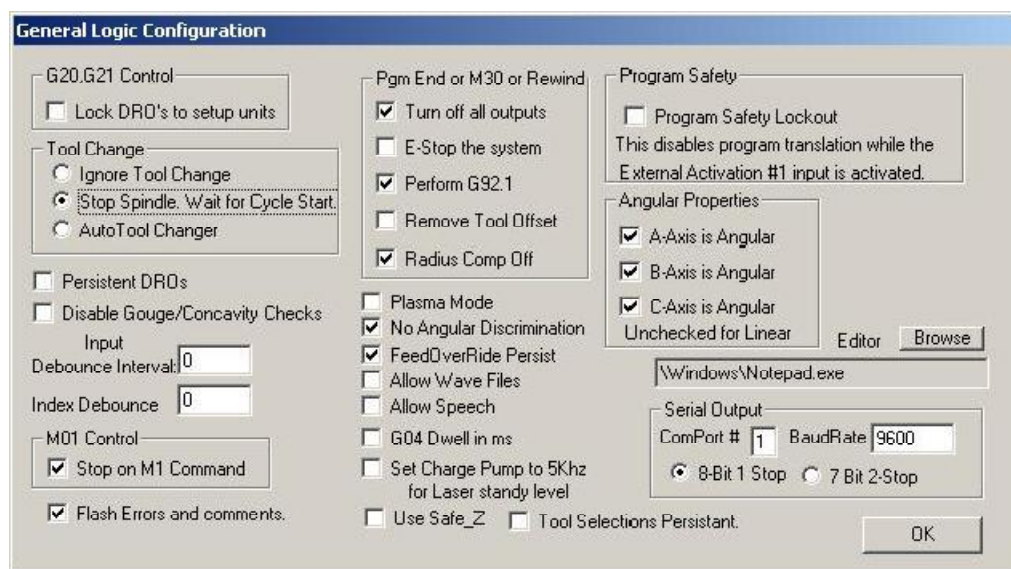 General Logic Configuration
G20.G21 Control
Lock DRO's to setup units
Tool Change
Ignore Tool Change
Stop Spindle. Wait for Cycle Start.
AutoTool Changer
Persistent DROs
Disable Gouge/Concavity Checks
Input
Debounce Interval: 0
Index Debounce 0
M01 Control
Stop on M1 Command
Flash Errors and comments.
Pgm End or M30 or Rewind
Turn off all outputs
E-Stop the system
Perform G92.1
Remove Tool Offset
Radius Comp Off
Plasma Mode
No Angular Discrimination
FeedOverRide Persist
Allow Wave Files
Allow Speech
G04 Dwell in ms
Set Charge Pump to 5Khz
for Laser standy level
Use Safe_Z
Tool Selections Persistant.
Program Safety
Program Safety Lockout
This disables program translation while the
External Activation #1 input is activated.
Angular Properties
A-Axis is Angular
B-Axis is Angular
C-Axis is Angular
Unchecked for Linear
Editor Browse
\Windows\Notepad.exe
Serial Output
ComPort # 1 BaudRate 9600
8-Bit 1 Stop 7 Bit 2-Stop
OK